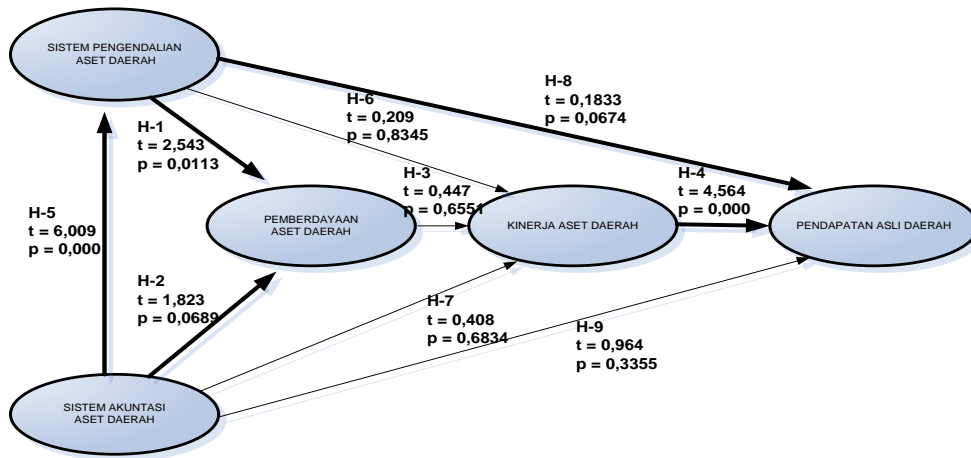 SISTEM PENGENDALIAN
ASET DAERAH
H-8
t = 0,1833
p = 0,0674
H-6
t = 0,209
p = 0,8345
H-1
t = 2,543
p = 0,0113
H-3
t = 0,447
p = 0,6551
H-4
t = 4,564
p = 0,000
H-5
t = 6,009
p = 0,000
PEMBERDAYAAN
ASET DAERAH
KINERJA ASET DAERAH
PENDAPATAN ASLI DAERAH
H-2
t = 1,823
p = 0,0689
H-7
t = 0,408
p = 0,6834
H-9
t = 0,964
p = 0,3355
SISTEM AKUNTASI
ASET DAERAH